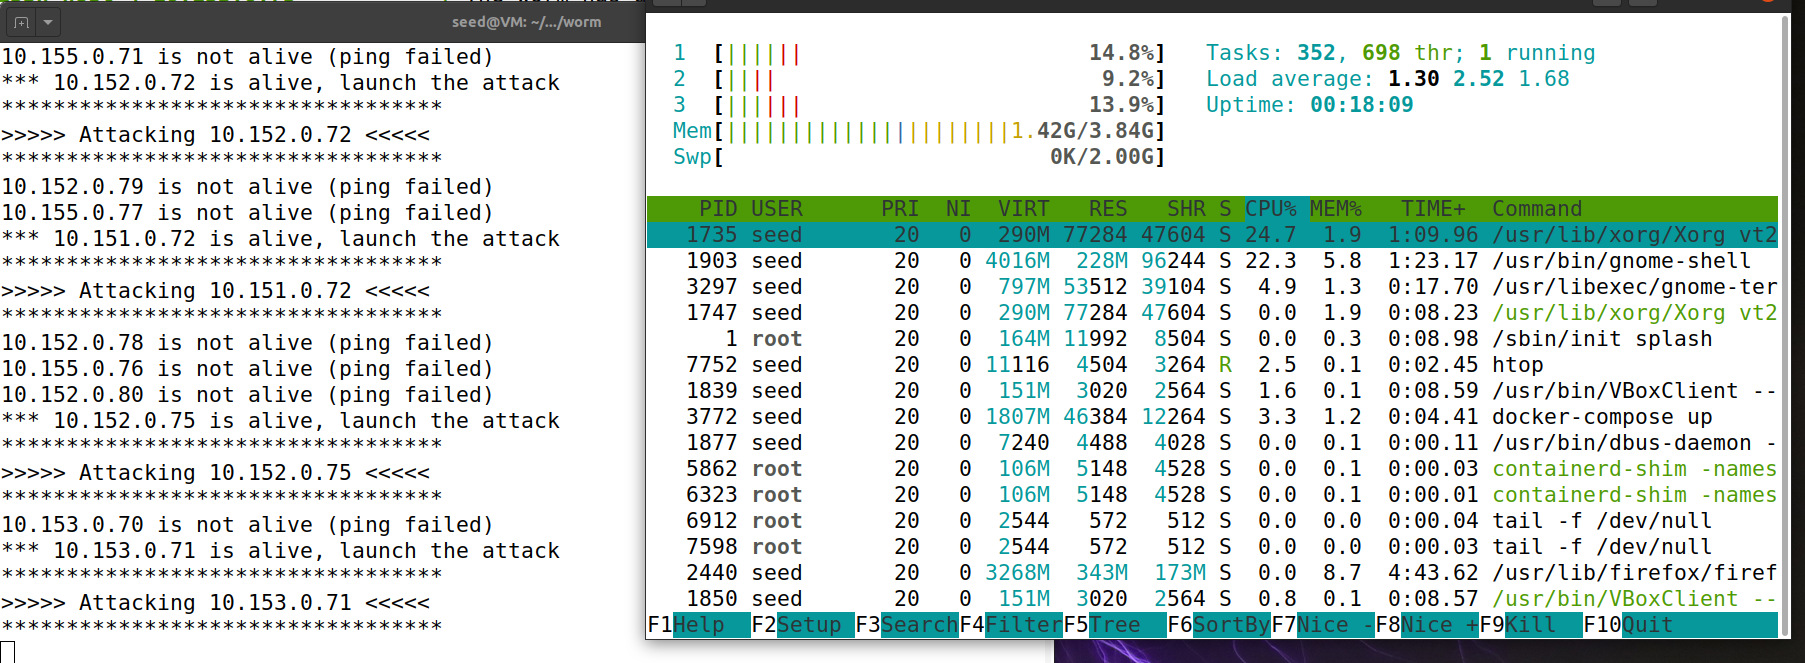 seed@VM: ~/.../worm
10.155.0.71 is not alive (ping failed)
*** 10.152.0.72 is alive, launch the attack
**********************************
>>>>> Attacking 10.152.0.72 <<<<<
**********************************
10.152.0.79 is not alive (ping failed)
10.155.0.77 is not alive (ping failed)
*** 10.151.0.72 is alive, launch the attack
**********************************
>>>>> Attacking 10.151.0.72 <<<<<
**********************************
10.152.0.78 is not alive (ping failed)
10.155.0.76 is not alive (ping failed)
10.152.0.80 is not alive (ping failed)
*** 10.152.0.75 is alive, launch the attack
**********************************
>>>>> Attacking 10.152.0.75 <<<<<
**********************************
10.153.0.70 is not alive (ping failed)
*** 10.153.0.71 is alive, launch the attack
**********************************
>>>>> Attacking 10.153.0.71 <<<<<
**********************************
1 [|||||| 14.8%] Tasks: 352, 698 thr; 1 running
2 [|||| 9.2%] Load average: 1.30 2.52 1.68
3 [|||||| 13.9%] Uptime: 00:18:09
Mem[||||||||||||||||||||||1.42G/3.84G]
Swp[ 0K/2.00G]
PID USER PRI NI VIRT RES SHR S CPU% MEM% TIME+ Command
1735 seed 20 0 290M 77284 47604 S 24.7 1.9 1:09.96 /usr/lib/xorg/Xorg vt2
1903 seed 20 0 4016M 228M 96244 S 22.3 5.8 1:23.17 /usr/bin/gnome-shell
3297 seed 20 0 797M 53512 39104 S 4.9 1.3 0:17.70 /usr/libexec/gnome-ter
1747 seed 20 0 290M 77284 47604 S 0.0 1.9 0:08.23 /usr/lib/xorg/Xorg vt2
1 root 20 0 164M 11992 8504 S 0.0 0.3 0:08.98 /sbin/init splash
7752 seed 20 0 11116 4504 3264 R 2.5 0.1 0:02.45 htop
1839 seed 20 0 151M 3020 2564 S 1.6 0.1 0:08.59 /usr/bin/VBoxClient --
3772 seed 20 0 1807M 46384 12264 S 3.3 1.2 0:04.41 docker-compose up
1877 seed 20 0 7240 4488 4028 S 0.0 0.1 0:00.11 /usr/bin/dbus-daemon -
5862 root 20 0 106M 5148 4528 S 0.0 0.1 0:00.03 containerd-shim -names
6323 root 20 0 106M 5148 4528 S 0.0 0.1 0:00.01 containerd-shim -names
6912 root 20 0 2544 572 512 S 0.0 0.0 0:00.04 tail -f /dev/null
7598 root 20 0 2544 572 512 S 0.0 0.0 0:00.03 tail -f /dev/null
2440 seed 20 0 3268M 343M 173M S 0.0 8.7 4:43.62 /usr/lib/firefox/firef
1850 seed 20 0 151M 3020 2564 S 0.8 0.1 0:08.57 /usr/bin/VBoxClient --
F1Help F2Setup F3SearchF4FilterF5Tree F6SortByF7Nice -F8Nice +F9Kill F10Quit